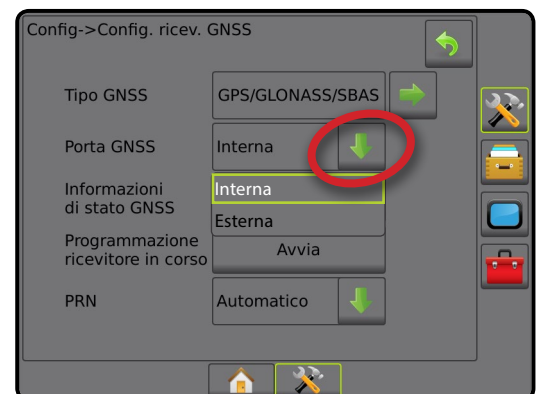 Config->Config. ricev. GNSS
Tipo GNSS
GPS/GLONASS/SBAS
Porta GNSS
Interna
Interna
Esterna
Informazioni
di stato GNSS
Programmazione
ricevitore in corso
Avvia
PRN
Automatico